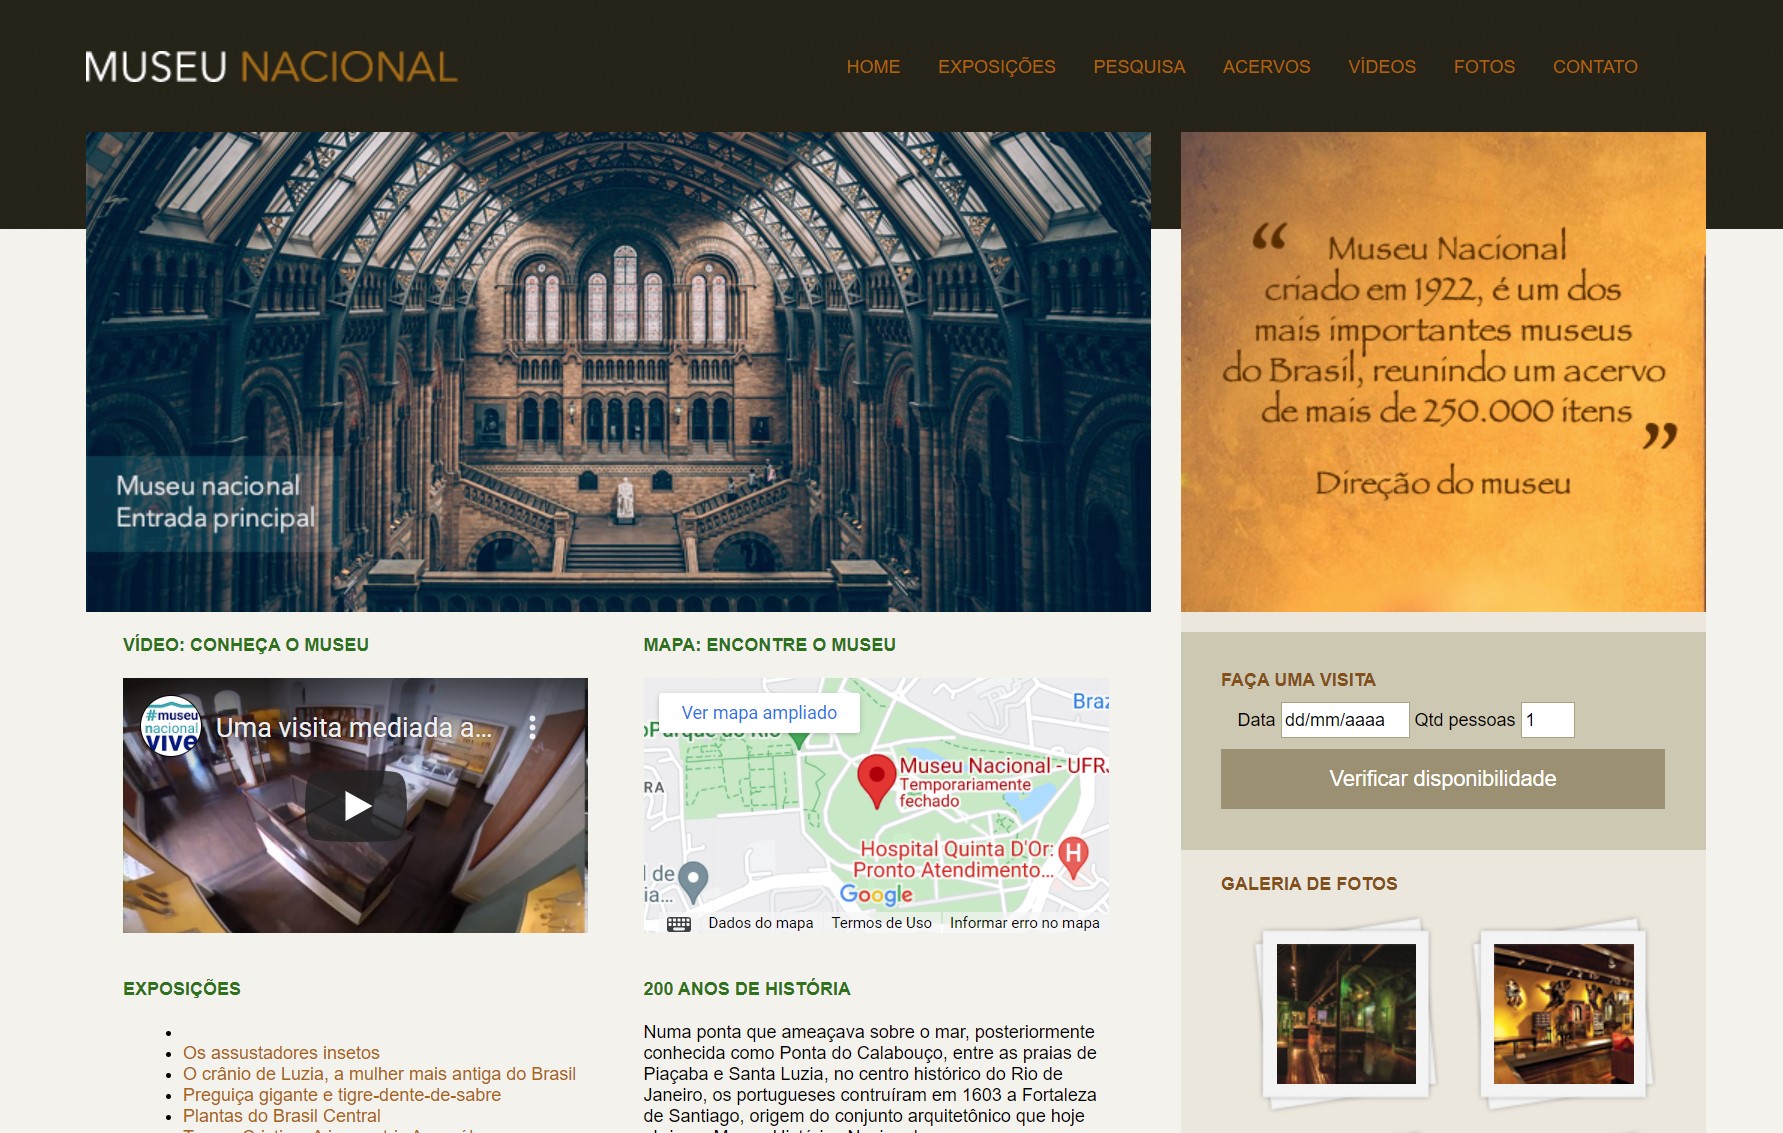 MUSEU NACIONAL
HOME EXPOSIÇÕES PESQUISA ACERVOS VÍDEOS FOTOS CONTATO
Museu nacional
Entrada principal
“ Museu Nacional
criado em 1922, é um dos
mais importantes museus
do Brasil, reunindo um acervo
de mais de 250.000 itens ”
Direção do museu
VÍDEO: CONHEÇA O MUSEU
#museu
nacional
vive
Uma visita mediada a...
MAPA: ENCONTRE O MUSEU
Ver mapa ampliado
Braz
oParque do Rio
RA
Museu Nacional - UFRJ
Temporariamente
fechado
Hospital Quinta D'Or:
Pronto Atendimento...
H
l de
ia...
Google
Dados do mapa Termos de Uso Informar erro no mapa
FAÇA UMA VISITA
Data dd/mm/aaaa Qtd pessoas 1
Verificar disponibilidade
GALERIA DE FOTOS
EXPOSIÇÕES
Os assustadores insetos
O crânio de Luzia, a mulher mais antiga do Brasil
Preguiça gigante e tigre-dente-de-sabre
Plantas do Brasil Central
200 ANOS DE HISTÓRIA
Numa ponta que ameaçava sobre o mar, posteriormente
conhecida como Ponta do Calabouço, entre as praias de
Piaçaba e Santa Luzia, no centro histórico do Rio de
Janeiro, os portugueses contruíram em 1603 a Fortaleza
de Santiago, origem do conjunto arquitetônico que hoje